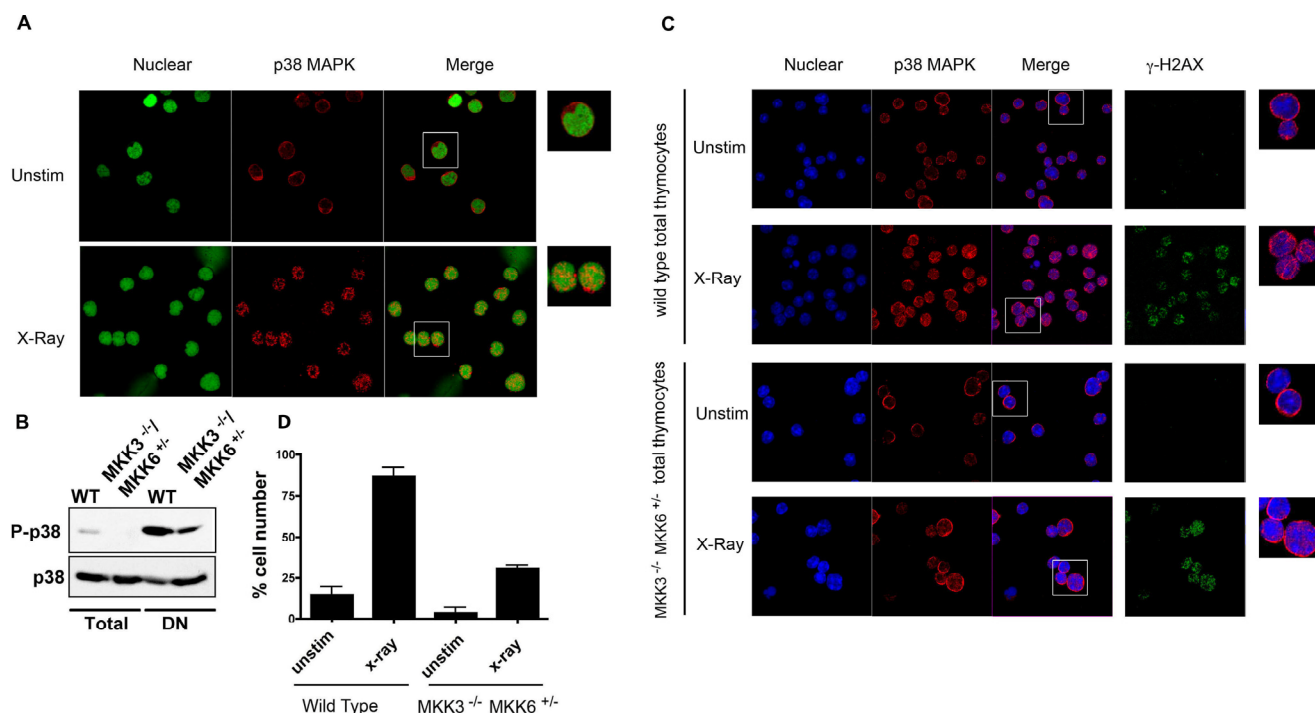 A
Nuclear p38 MAPK Merge
Unstim
X-Ray
B
MKK3 -/-/
MKK6 +/-
MKK3 -/-/
MKK6 +/-
WT WT
P-p38
p38
Total DN
D
% cell number
100
75
50
25
0
unstim x-ray unstim x-ray
Wild Type MKK3 -/- MKK6 +/-
C
Nuclear p38 MAPK Merge γ-H2AX
wild type total thymocytes
Unstim
X-Ray
MKK3 -/- MKK6 +/- total thymocytes
Unstim
X-Ray